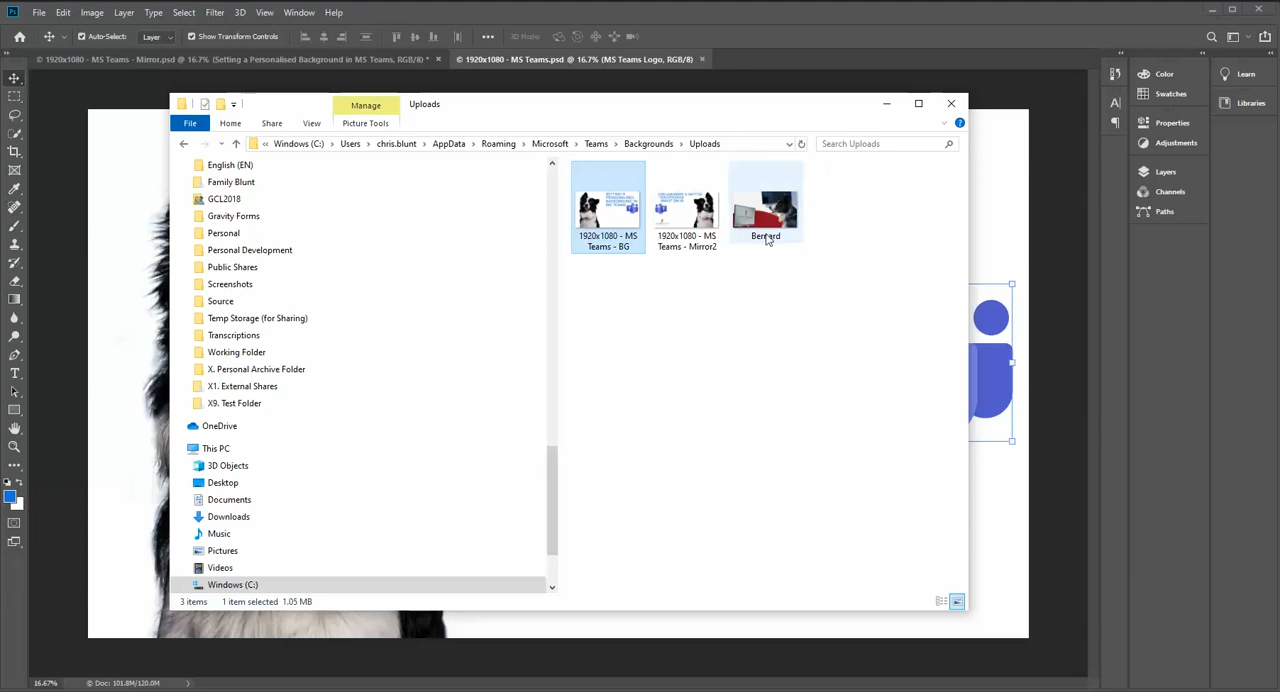 Ps File Edit Image Layer Type Select Filter 3D View Window Help
Auto-Select: Layer Show Transform Controls 3D Mode:
1920x1080 - MS Teams - Mirror.psd @ 16.7% (Setting a Personalised Background in MS Teams, RGB/8) * × 1920x1080 - MS Teams.psd @ 16.7% (MS Teams Logo, RGB/8) ×
Manage Uploads
File Home Share View Picture Tools
Windows (C:) Users chris.blunt AppData Roaming Microsoft Teams Backgrounds Uploads Search Uploads
English (EN)
Family Blunt
GCL2018
Gravity Forms
Personal
Personal Development
Public Shares
Screenshots
Source
Temp Storage (for Sharing)
Transcriptions
Working Folder
X. Personal Archive Folder
X1. External Shares
X9. Test Folder
OneDrive
This PC
3D Objects
Desktop
Documents
Downloads
Music
Pictures
Videos
Windows (C:)
1920x1080 - MS
Teams - BG
1920x1080 - MS
Teams - Mirror2
Bernard
3 items 1 item selected 1.05 MB
Color
Swatches
Properties
Adjustments
Layers
Channels
Paths
Learn
Libraries
16.67% Doc: 101.8M/120.0M